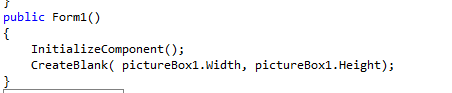 }
public Form1()
{
InitializeComponent();
CreateBlank( pictureBox1.Width, pictureBox1.Height);
}